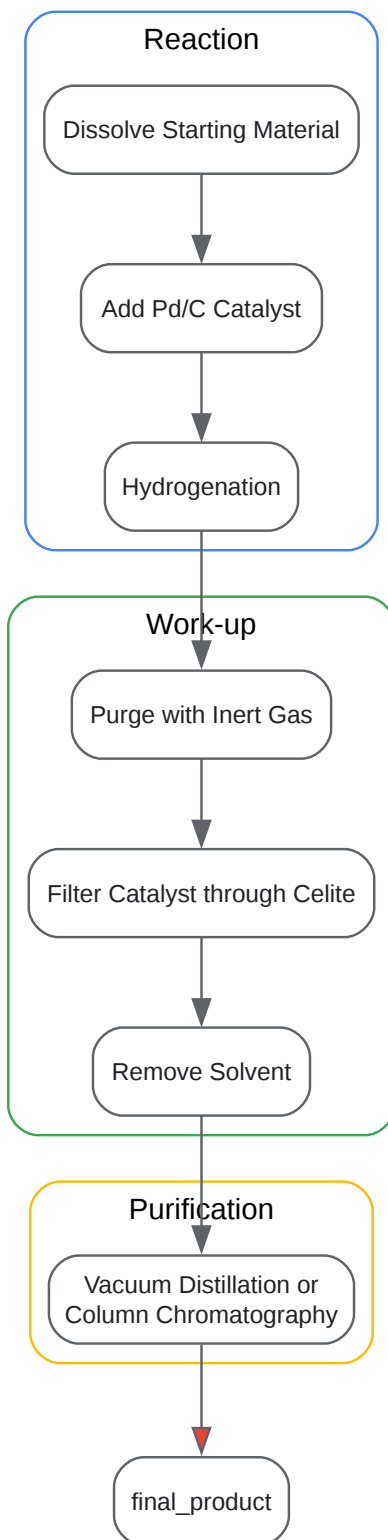 Reaction
Dissolve Starting Material
Add Pd/C Catalyst
Hydrogenation
Work-up
Purge with Inert Gas
Filter Catalyst through Celite
Remove Solvent
Purification
Vacuum Distillation or
Column Chromatography
final_product